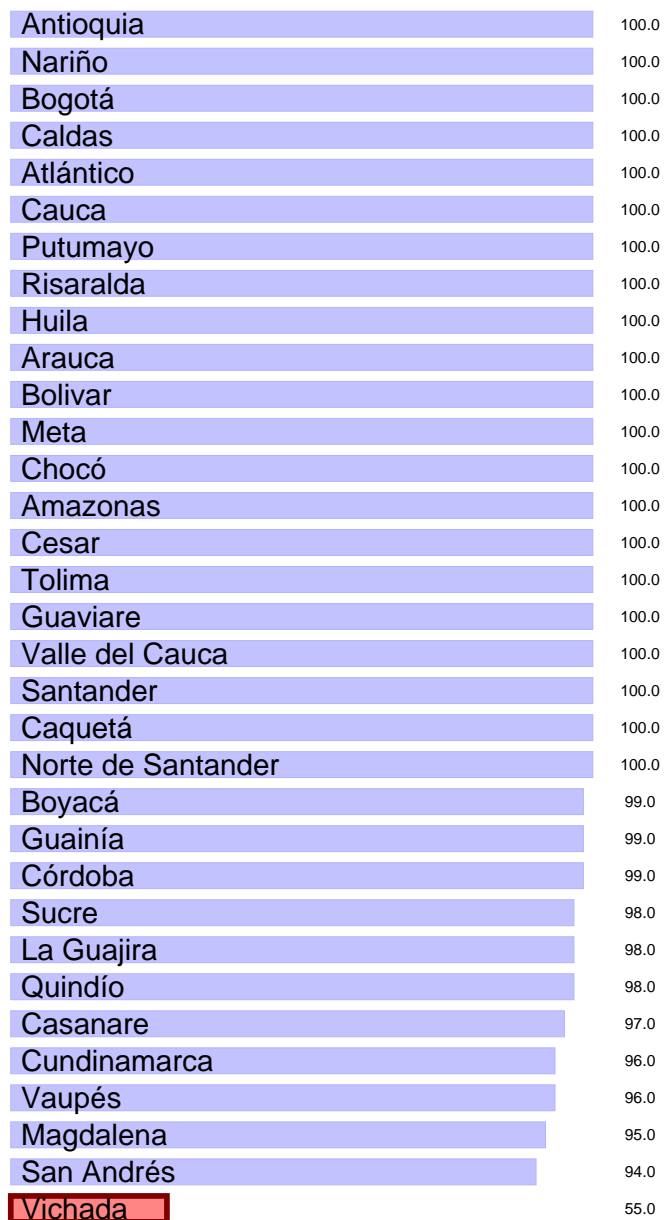 Antioquia 100.0
Nariño 100.0
Bogotá 100.0
Caldas 100.0
Atlántico 100.0
Cauca 100.0
Putumayo 100.0
Risaralda 100.0
Huila 100.0
Arauca 100.0
Bolivar 100.0
Meta 100.0
Chocó 100.0
Amazonas 100.0
Cesar 100.0
Tolima 100.0
Guaviare 100.0
Valle del Cauca 100.0
Santander 100.0
Caquetá 100.0
Norte de Santander 100.0
Boyacá 99.0
Guainía 99.0
Córdoba 99.0
Sucre 98.0
La Guajira 98.0
Quindío 98.0
Casanare 97.0
Cundinamarca 96.0
Vaupés 96.0
Magdalena 95.0
San Andrés 94.0
Vichada 55.0